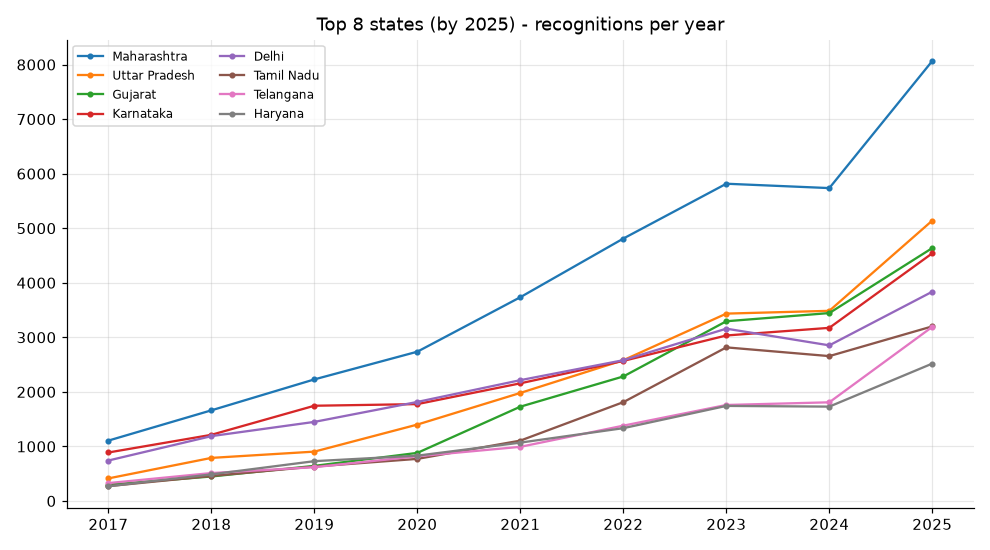 Top 8 states (by 2025) - recognitions per year
Maharashtra
Uttar Pradesh
Gujarat
Karnataka
Delhi
Tamil Nadu
Telangana
Haryana
8000
7000
6000
5000
4000
3000
2000
1000
0
2017 2018 2019 2020 2021 2022 2023 2024 2025